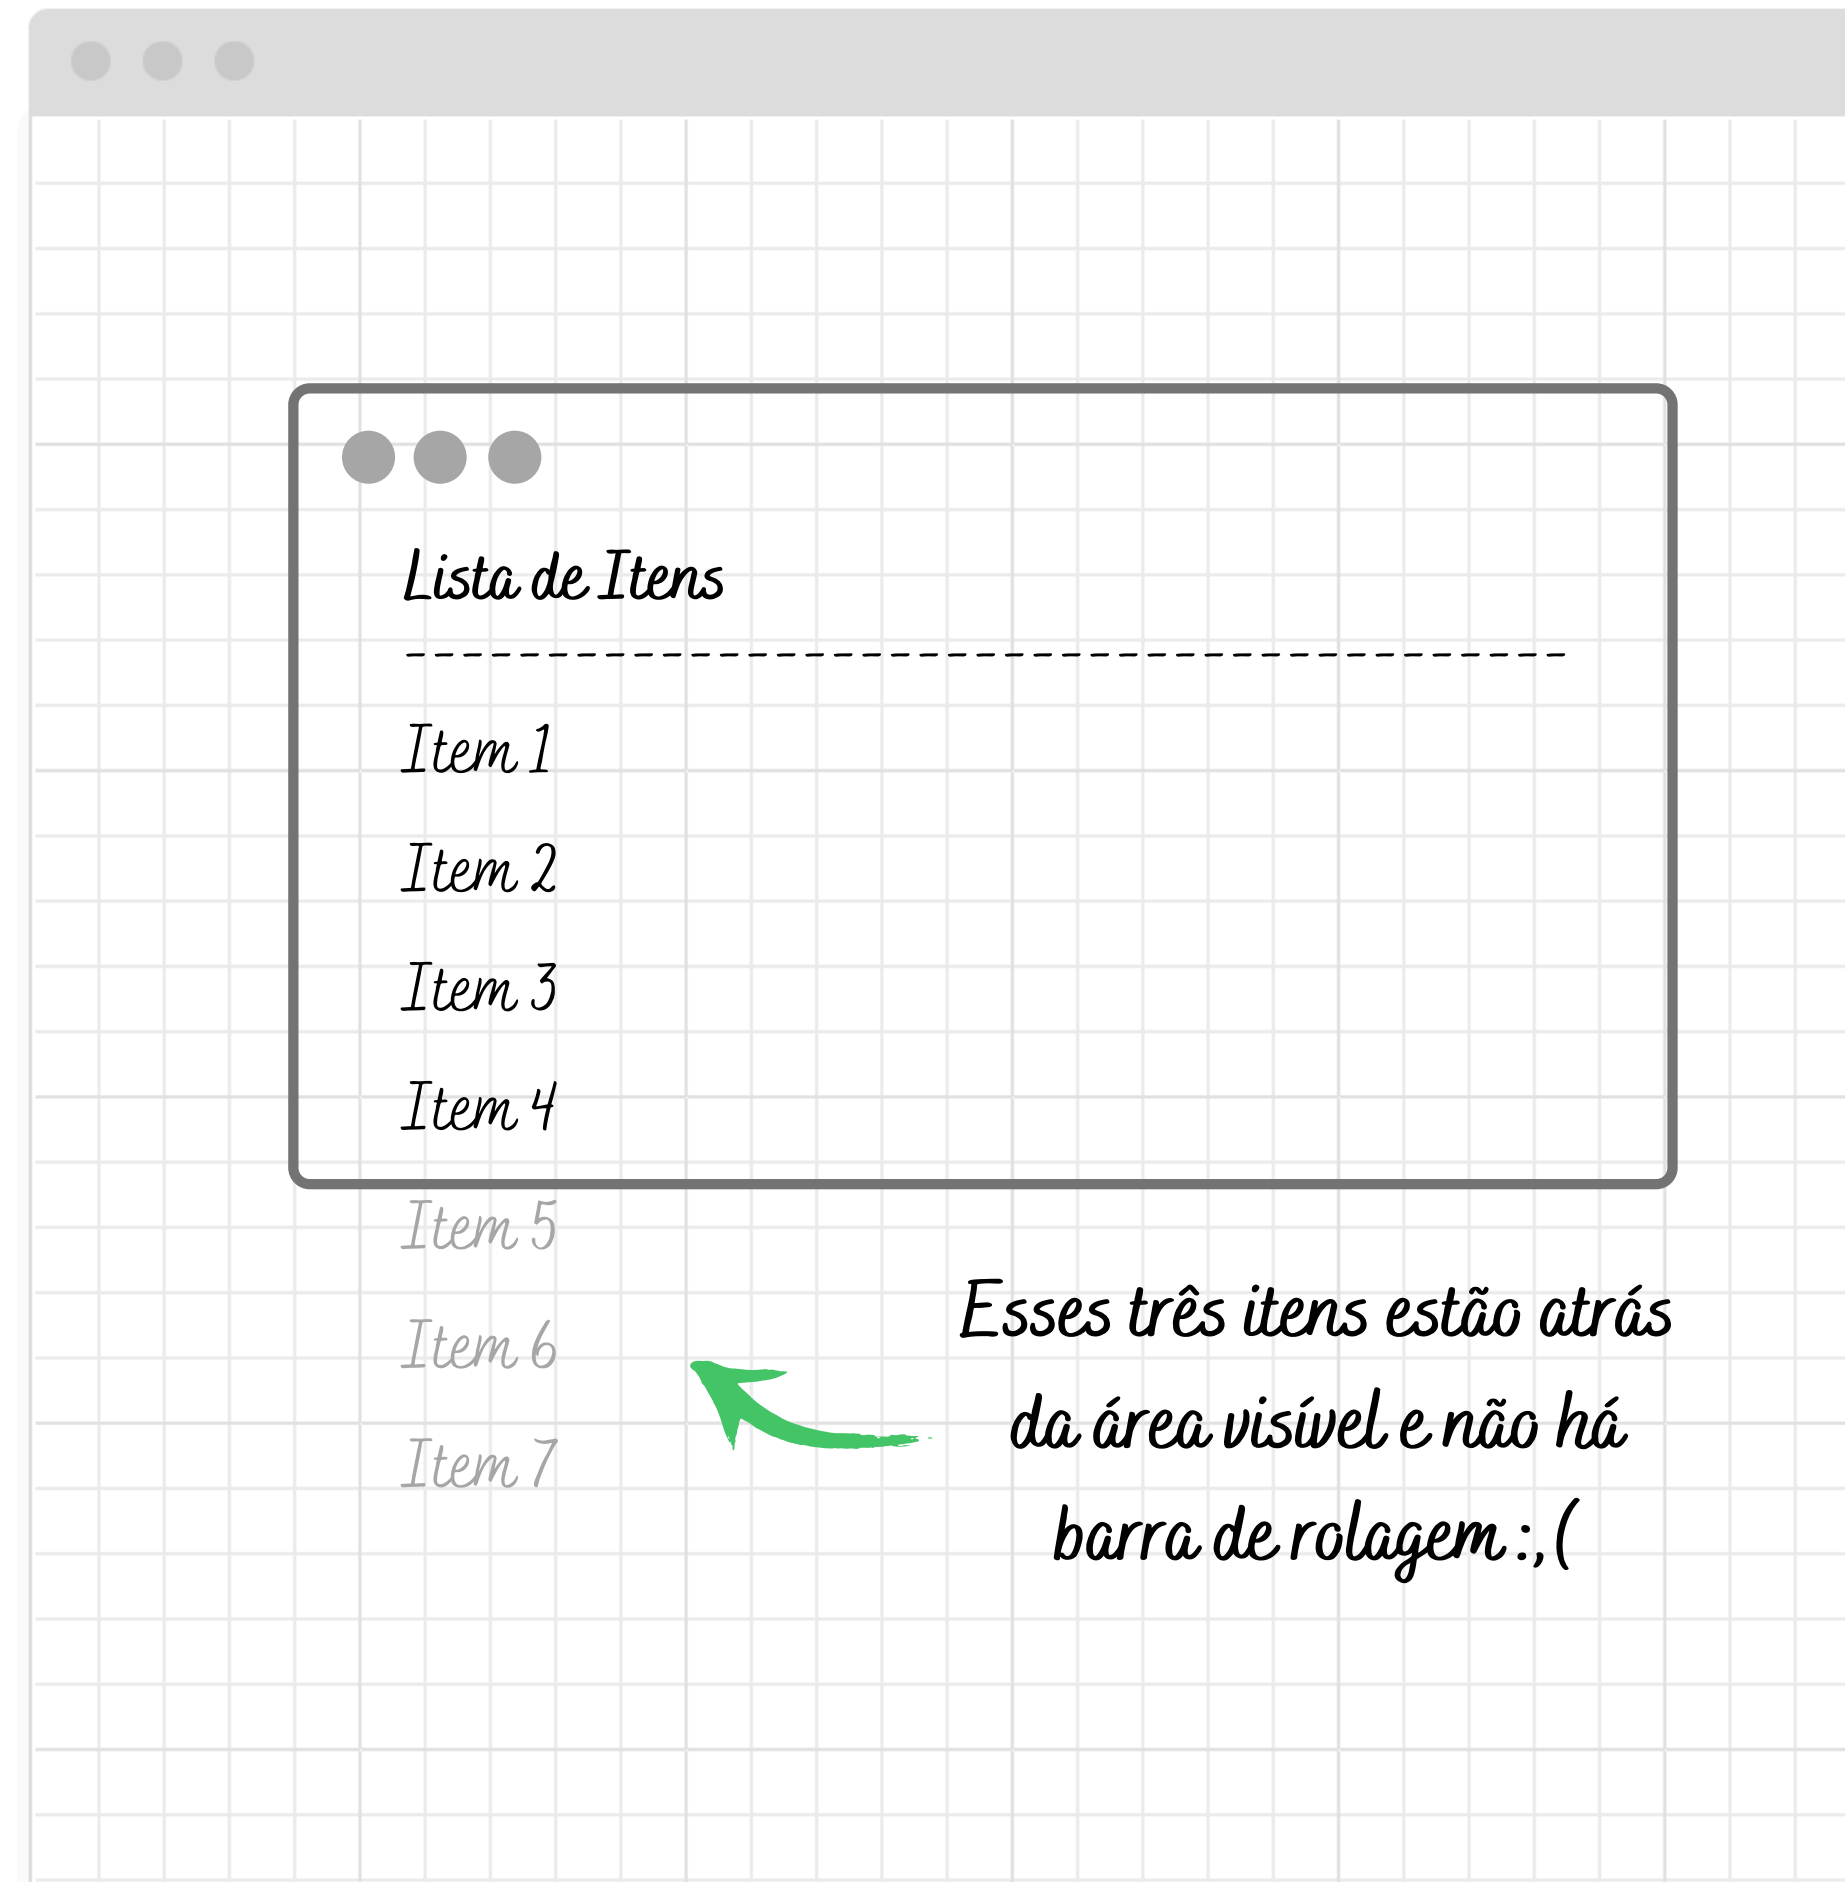 Lista de Itens
Item 1
Item 2
Item 3
Item 4
Item 5
Item 6
Item 7
Esses três itens estão atrás
da área visível e não há
barra de rolagem :,(